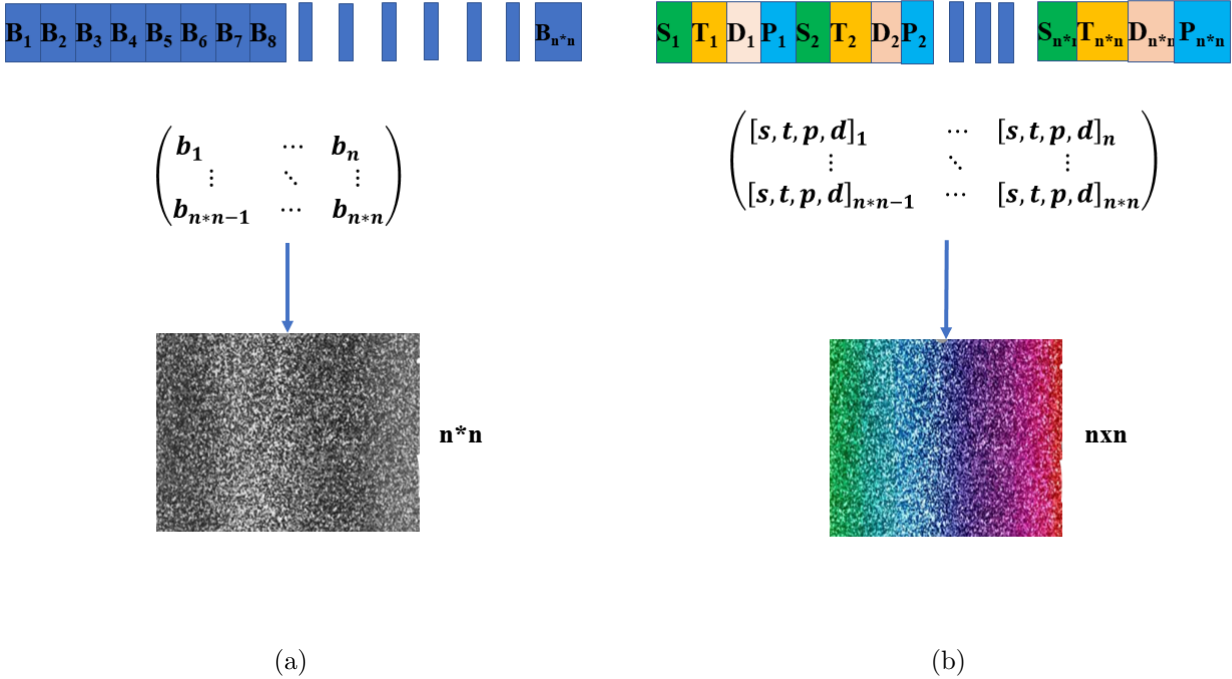 B₁ B₂ B₃ B₄ B₅ B₆ B₇ B₈ Bₙ*ₙ
b₁ ⋯ bₙ
⋮ ⋱ ⋮
bₙ*ₙ₋₁ ⋯ bₙ*ₙ
n*n
(a)
S₁ T₁ D₁ P₁ S₂ T₂ D₂ P₂ Sₙ*ₙ Tₙ*ₙ Dₙ*ₙ Pₙ*ₙ
[s, t, p, d]₁ ⋯ [s, t, p, d]ₙ
⋮ ⋱ ⋮
[s, t, p, d]ₙ*ₙ₋₁ ⋯ [s, t, p, d]ₙ*ₙ
nxn
(b)